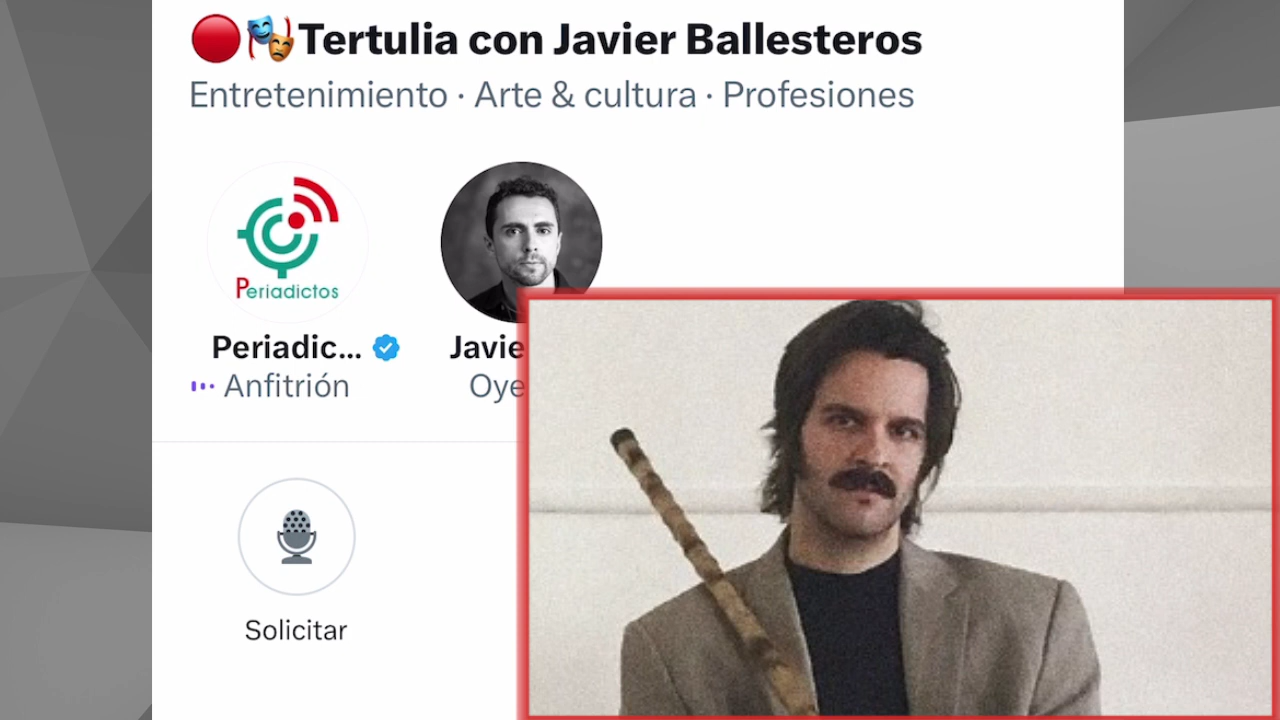 Tertulia con Javier Ballesteros
Entretenimiento · Arte & cultura · Profesiones
Periadictos
Periadic...
Javie
Anfitrión
Oye
Solicitar